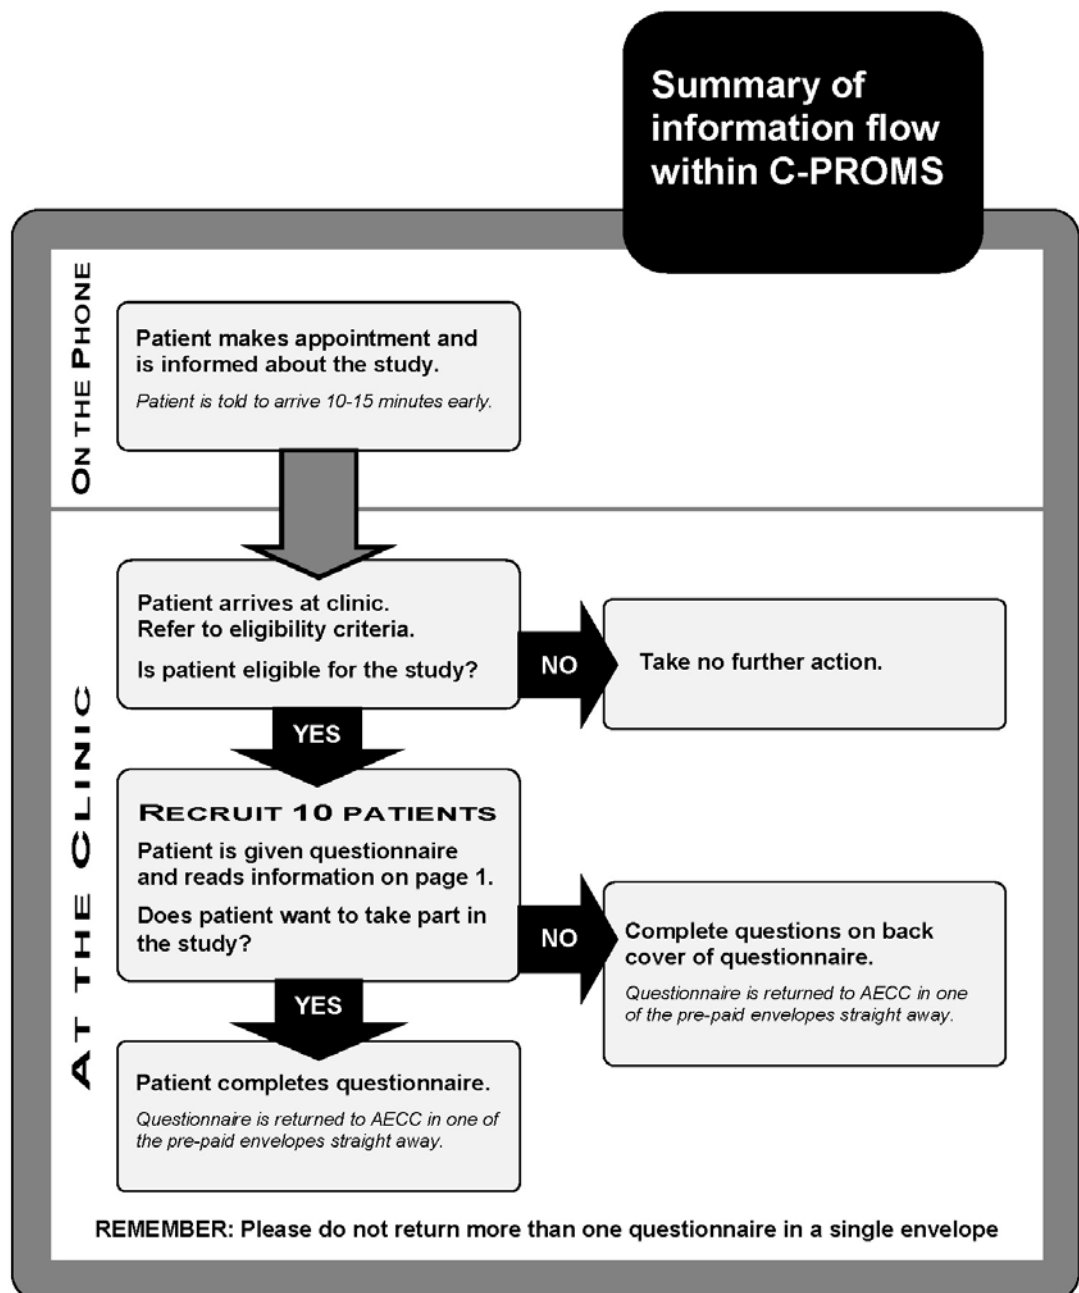 Summary of
information flow
within C-PROMS
ON THE PHONE
Patient makes appointment and
is informed about the study.
Patient is told to arrive 10-15 minutes early.
AT THE CLINIC
Patient arrives at clinic.
Refer to eligibility criteria.
Is patient eligible for the study?
NO
Take no further action.
YES
RECRUIT 10 PATIENTS
Patient is given questionnaire
and reads information on page 1.
Does patient want to take part in
the study?
NO
Complete questions on back
cover of questionnaire.
Questionnaire is returned to AECC in one
of the pre-paid envelopes straight away.
YES
Patient completes questionnaire.
Questionnaire is returned to AECC in one of
the pre-paid envelopes straight away.
REMEMBER: Please do not return more than one questionnaire in a single envelope